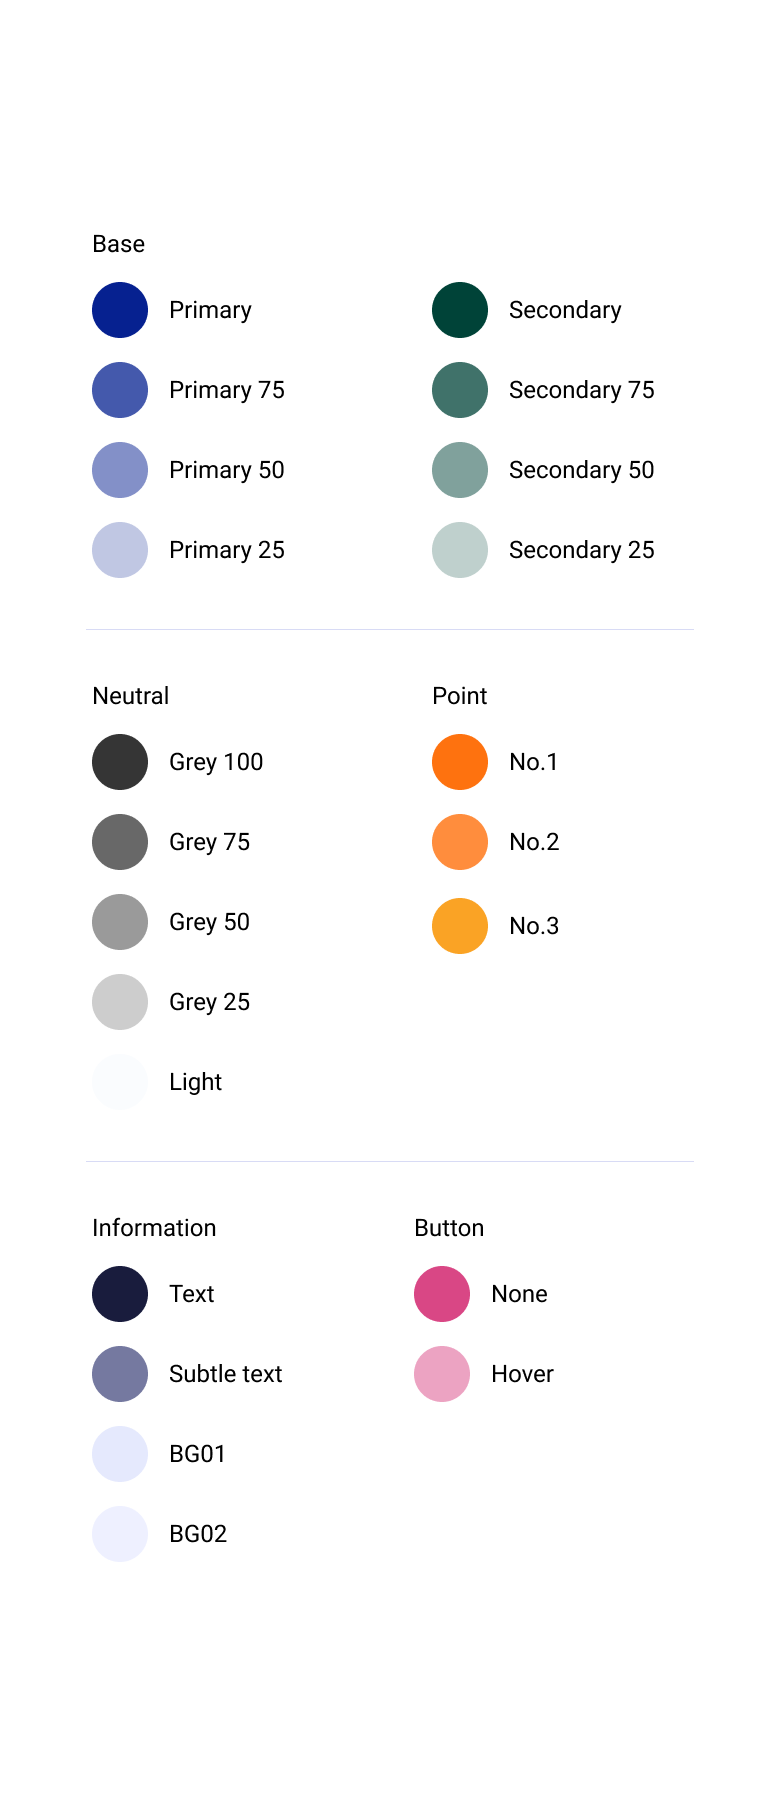 Base
Primary
Secondary
Primary 75
Secondary 75
Primary 50
Secondary 50
Primary 25
Secondary 25
Neutral
Point
Grey 100
No.1
Grey 75
No.2
Grey 50
No.3
Grey 25
Light
Information
Button
Text
None
Subtle text
Hover
BG01
BG02